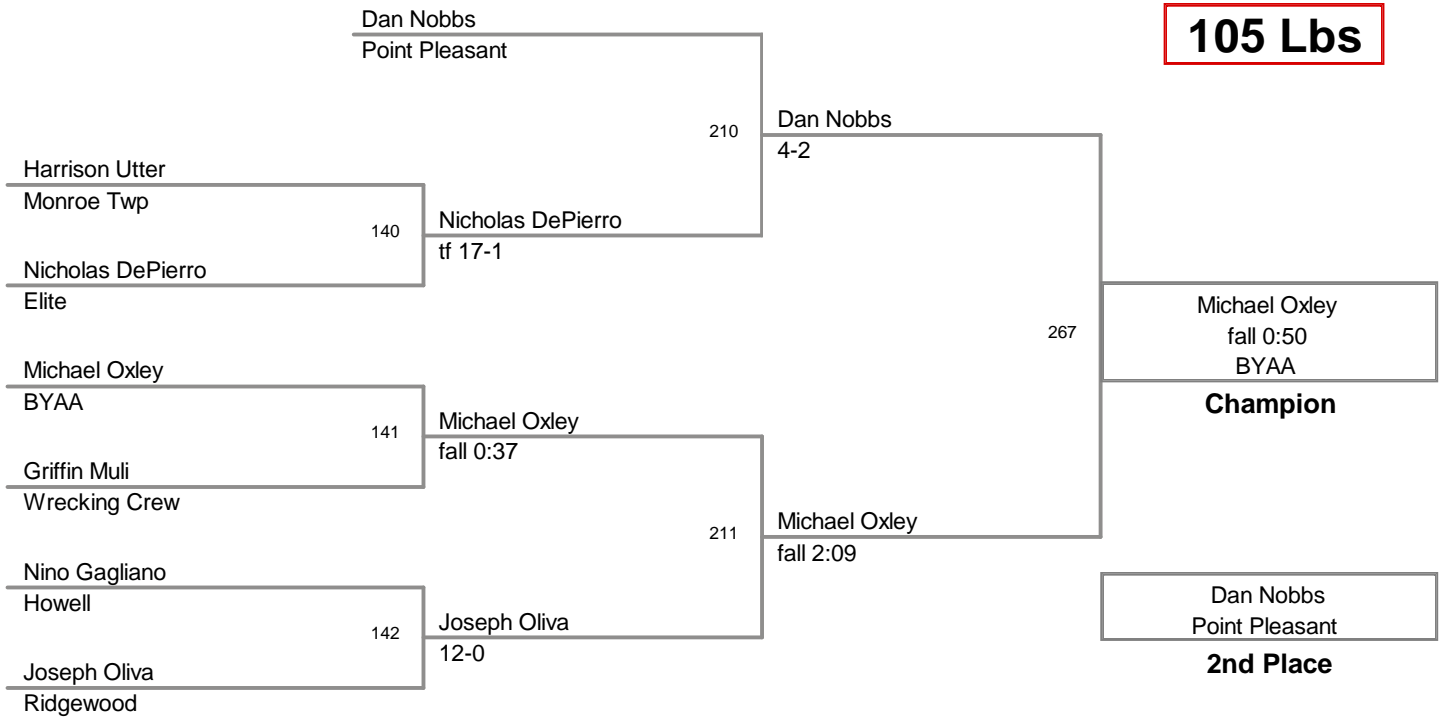 Dan Nobbs
Point Pleasant
105 Lbs
210
Dan Nobbs
4-2
Harrison Utter
Monroe Twp
140
Nicholas DePierro
tf 17-1
Nicholas DePierro
Elite
267
Michael Oxley
fall 0:50
BYAA
Champion
Michael Oxley
BYAA
141
Michael Oxley
fall 0:37
Griffin Muli
Wrecking Crew
211
Michael Oxley
fall 2:09
Nino Gagliano
Howell
142
Joseph Oliva
12-0
Joseph Oliva
Ridgewood
Dan Nobbs
Point Pleasant
2nd Place